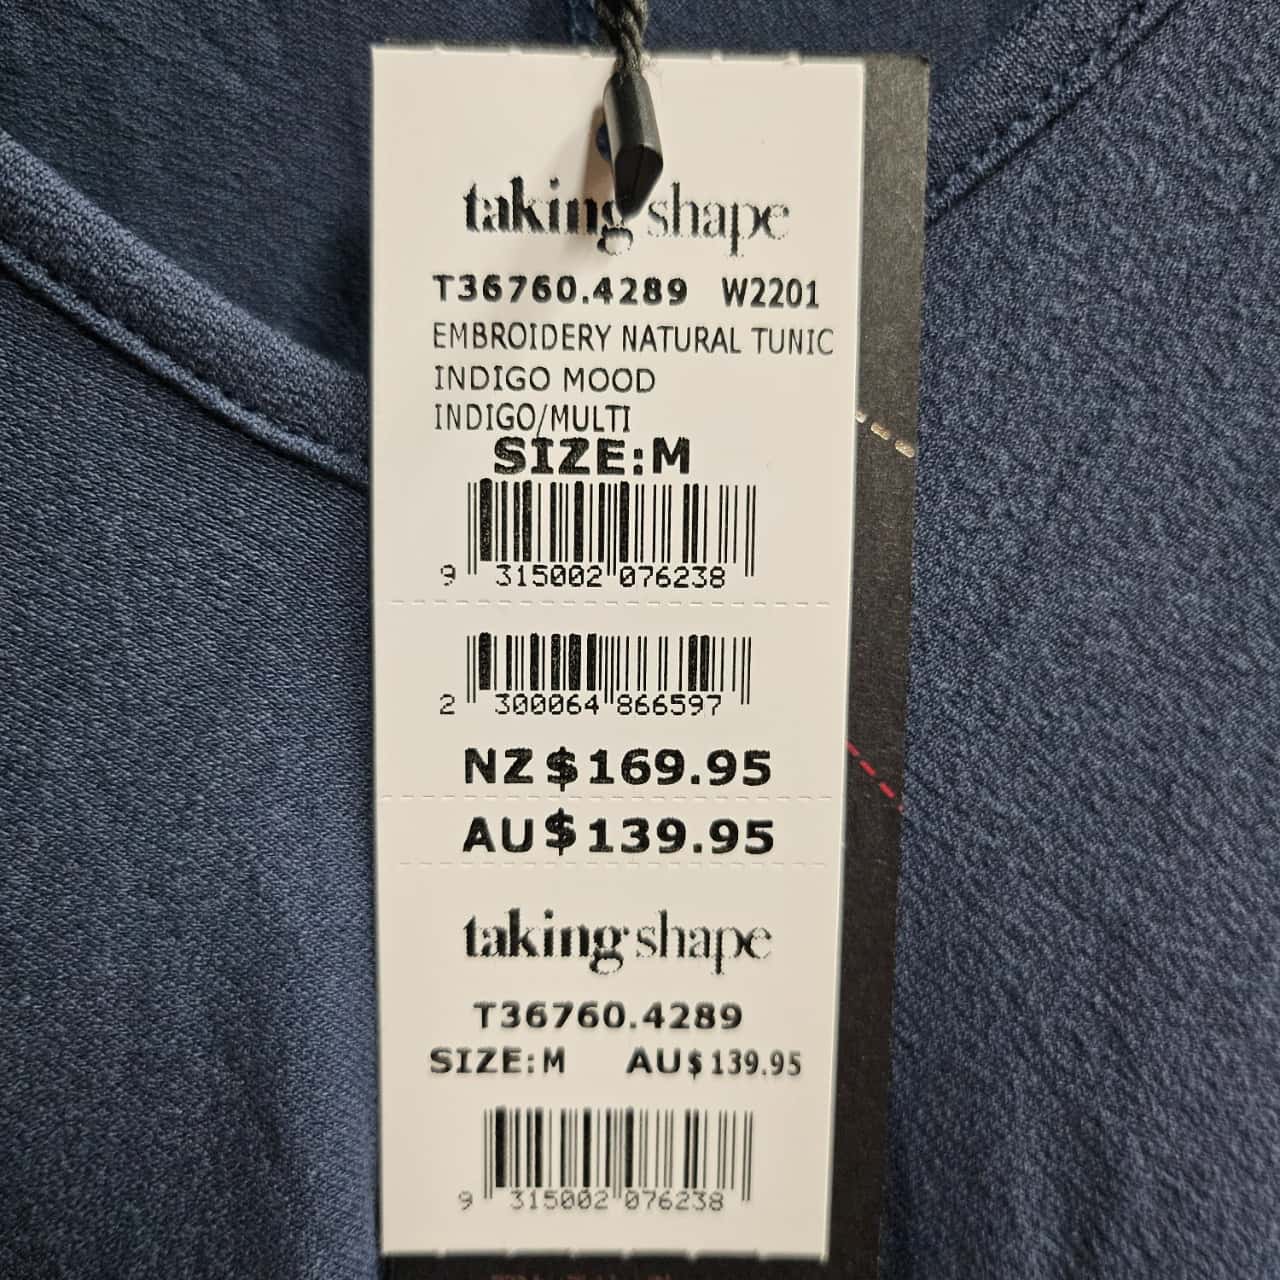 taking shape
T36760.4289 W2201
EMBROIDERY NATURAL TUNIC
INDIGO MOOD
INDIGO/MULTI
SIZE:M
9 315002 076238
2 300064 866597
NZ$169.95
AU$139.95
taking shape
T36760.4289
SIZE:M AU$139.95
9 315002 076238